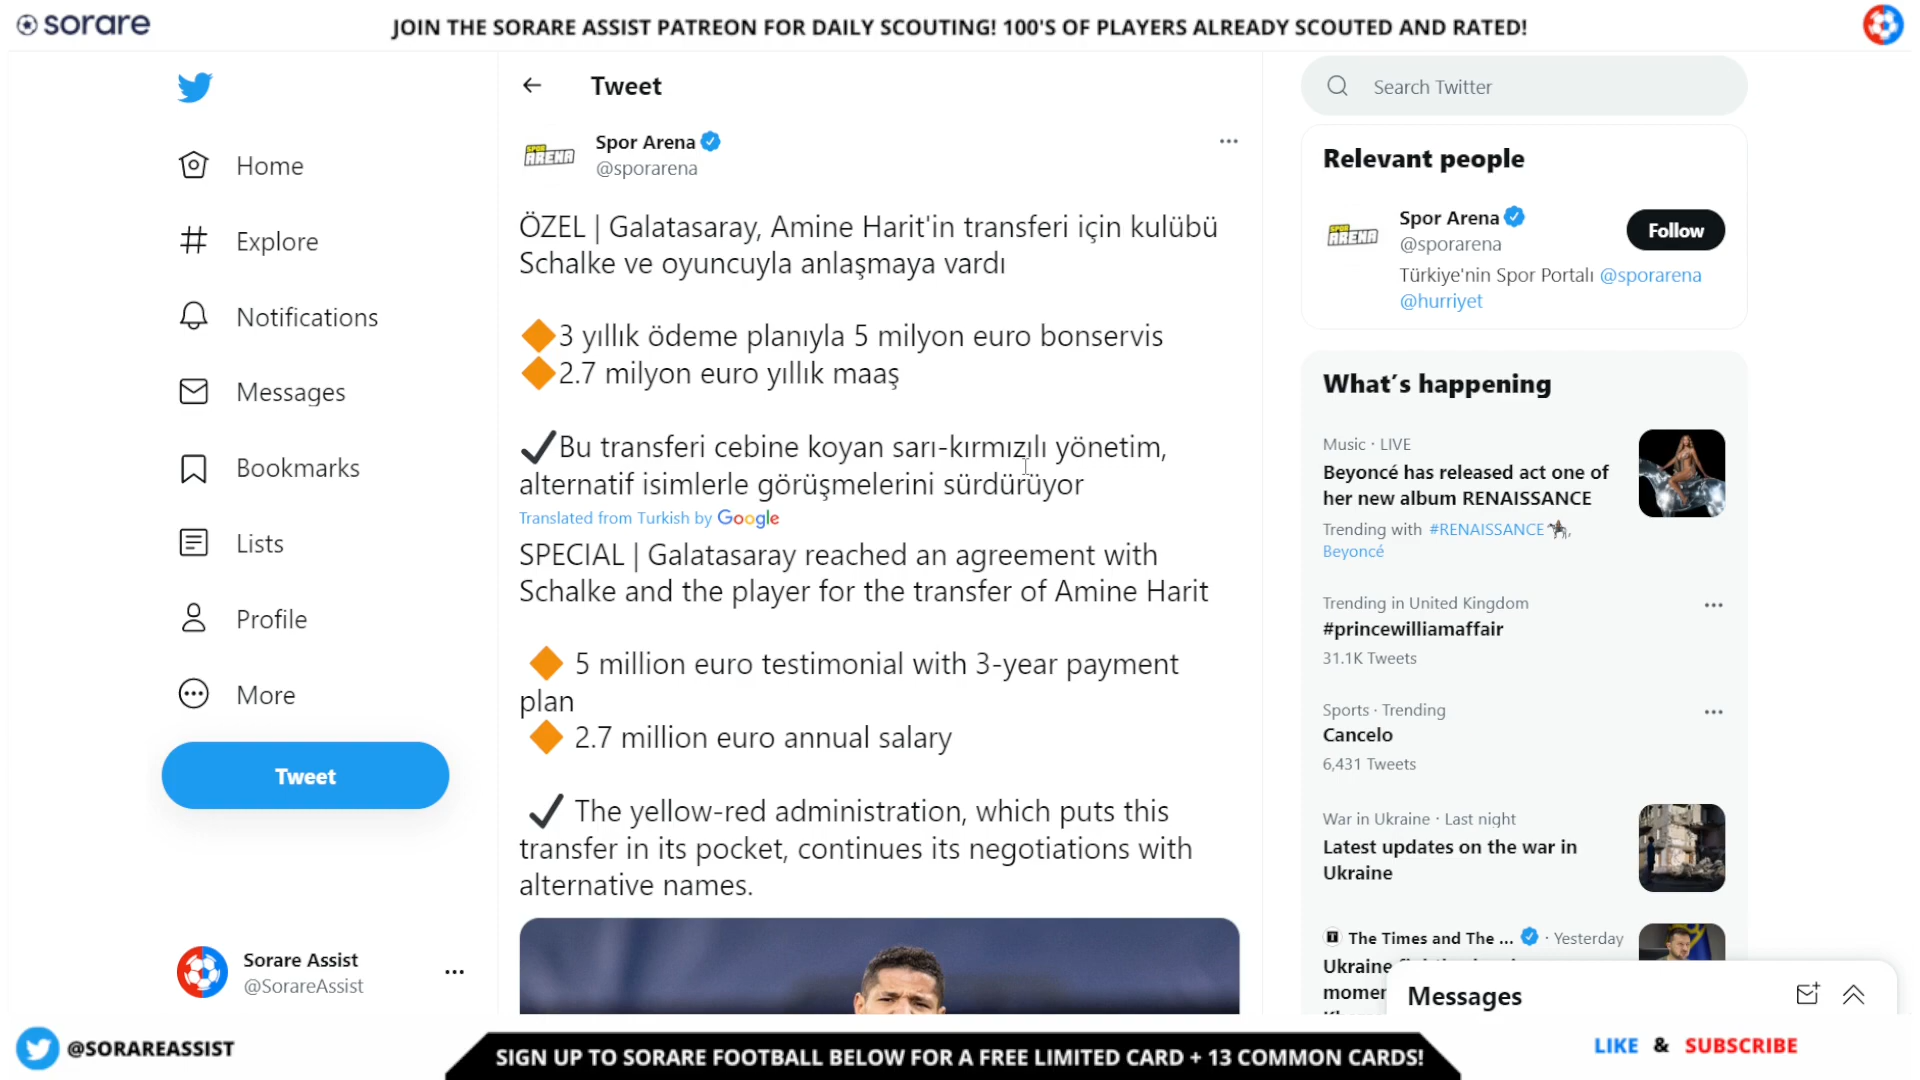 sorare
JOIN THE SORARE ASSIST PATREON FOR DAILY SCOUTING! 100'S OF PLAYERS ALREADY SCOUTED AND RATED!
Home
Explore
Notifications
Messages
Bookmarks
Lists
Profile
More
Tweet
Sorare Assist
@SorareAssist
Tweet
SPOR ARENA
Spor Arena
@sporarena
ÖZEL | Galatasaray, Amine Harit'in transferi için kulübü
Schalke ve oyuncuyla anlaşmaya vardı
3 yıllık ödeme planıyla 5 milyon euro bonservis
2.7 milyon euro yıllık maaş
Bu transferi cebine koyan sarı-kırmızılı yönetim,
alternatif isimlerle görüşmelerini sürdürüyor
Translated from Turkish by Google
SPECIAL | Galatasaray reached an agreement with
Schalke and the player for the transfer of Amine Harit
5 million euro testimonial with 3-year payment
plan
2.7 million euro annual salary
The yellow-red administration, which puts this
transfer in its pocket, continues its negotiations with
alternative names.
Search Twitter
Relevant people
ARENA
Spor Arena
@sporarena
Follow
Türkiye'nin Spor Portalı @sporarena
@hurriyet
What's happening
Music · LIVE
Beyoncé has released act one of
her new album RENAISSANCE
Trending with #RENAISSANCE,
Beyoncé
Trending in United Kingdom
#princewilliamaffair
31.1K Tweets
Sports · Trending
Cancelo
6,431 Tweets
War in Ukraine · Last night
Latest updates on the war in
Ukraine
The Times and The ... · Yesterday
Ukraine
Messages
@SORAREASSIST
SIGN UP TO SORARE FOOTBALL BELOW FOR A FREE LIMITED CARD + 13 COMMON CARDS!
LIKE & SUBSCRIBE